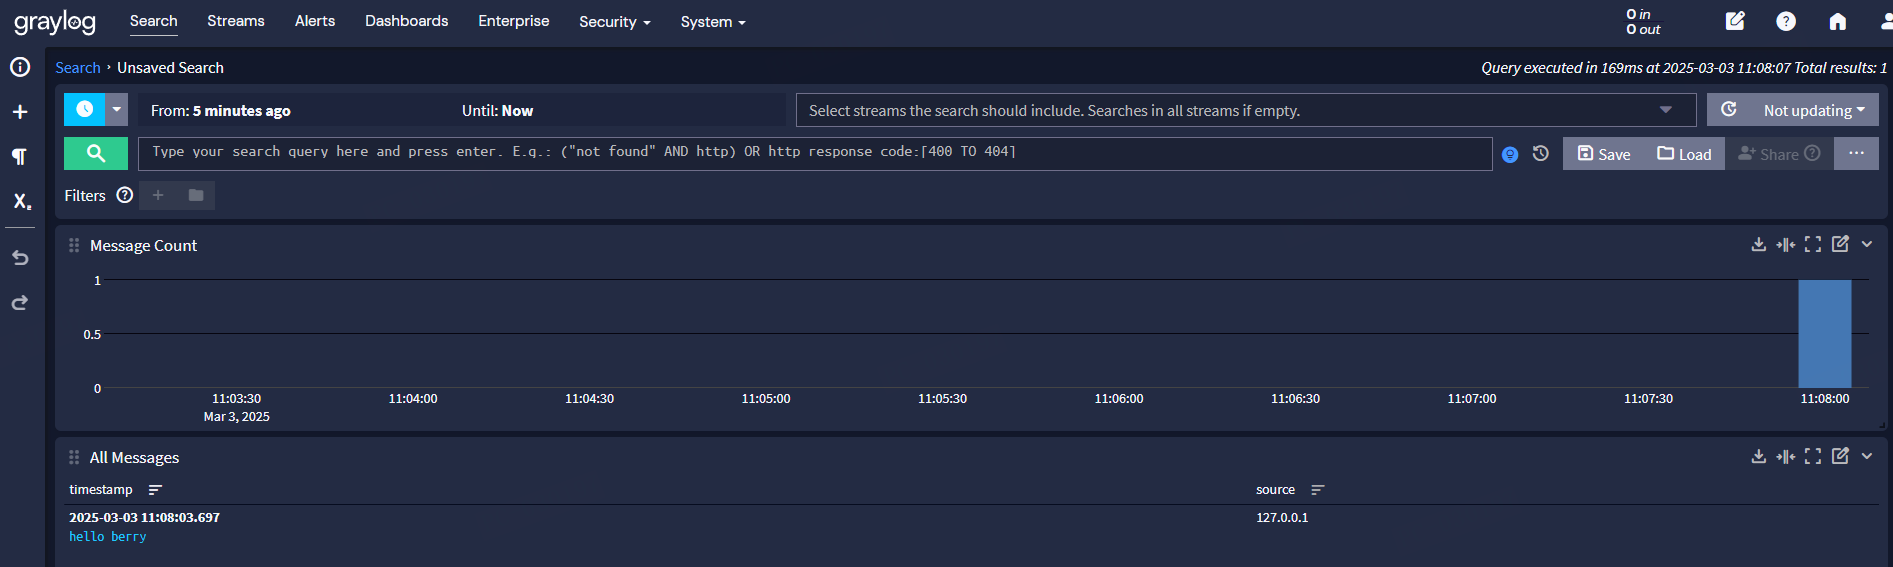 graylog Search Streams Alerts Dashboards Enterprise Security System 0 in
0 out
Search › Unsaved Search Query executed in 169ms at 2025-03-03 11:08:07 Total results: 1
From: 5 minutes ago Until: Now Select streams the search should include. Searches in all streams if empty. Not updating
Type your search query here and press enter. E.g.: ("not found" AND http) OR http response code:[400 TO 404] Save Load Share
Filters
Message Count
1
0.5
0
11:03:30 11:04:00 11:04:30 11:05:00 11:05:30 11:06:00 11:06:30 11:07:00 11:07:30 11:08:00
Mar 3, 2025
All Messages
timestamp source
2025-03-03 11:08:03.697 127.0.0.1
hello berry